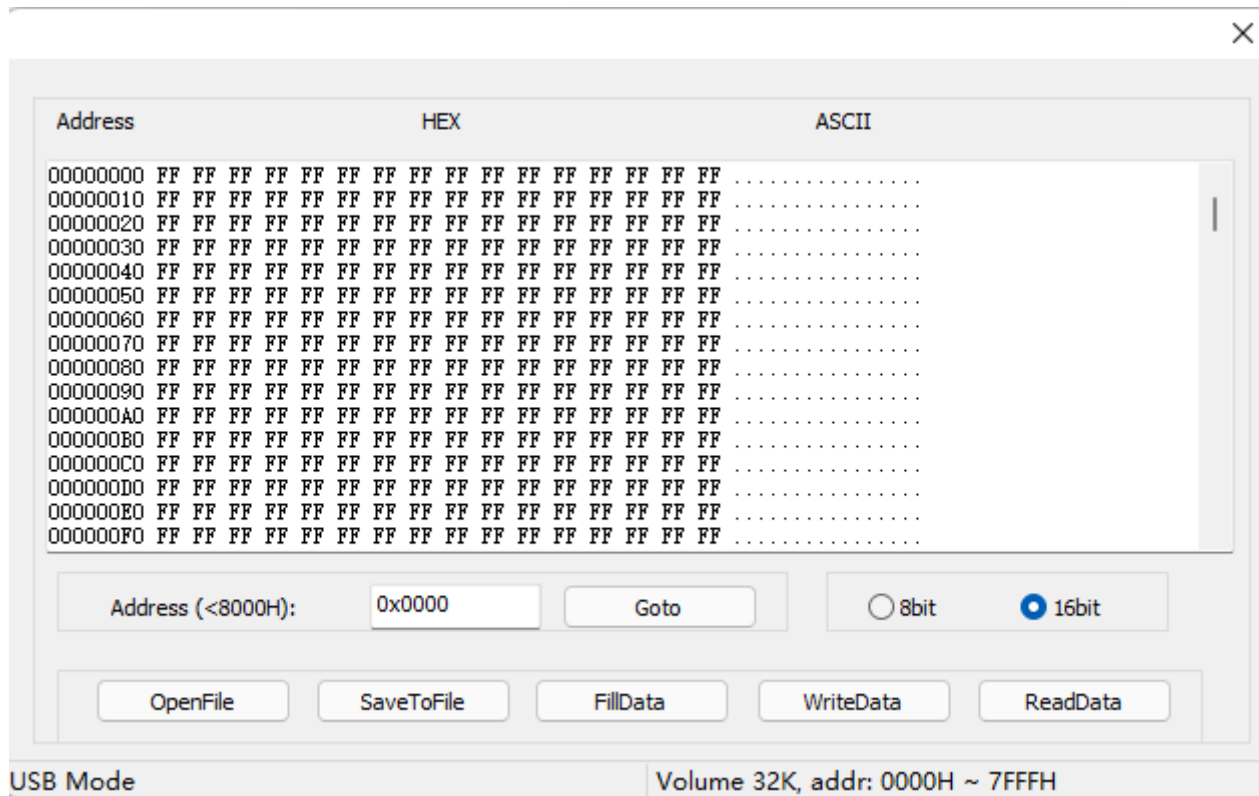 Address HEX ASCII
00000000 FF FF FF FF FF FF FF FF FF FF FF FF FF FF FF FF ................
00000010 FF FF FF FF FF FF FF FF FF FF FF FF FF FF FF FF ................
00000020 FF FF FF FF FF FF FF FF FF FF FF FF FF FF FF FF ................
00000030 FF FF FF FF FF FF FF FF FF FF FF FF FF FF FF FF ................
00000040 FF FF FF FF FF FF FF FF FF FF FF FF FF FF FF FF ................
00000050 FF FF FF FF FF FF FF FF FF FF FF FF FF FF FF FF ................
00000060 FF FF FF FF FF FF FF FF FF FF FF FF FF FF FF FF ................
00000070 FF FF FF FF FF FF FF FF FF FF FF FF FF FF FF FF ................
00000080 FF FF FF FF FF FF FF FF FF FF FF FF FF FF FF FF ................
00000090 FF FF FF FF FF FF FF FF FF FF FF FF FF FF FF FF ................
000000A0 FF FF FF FF FF FF FF FF FF FF FF FF FF FF FF FF ................
000000B0 FF FF FF FF FF FF FF FF FF FF FF FF FF FF FF FF ................
000000C0 FF FF FF FF FF FF FF FF FF FF FF FF FF FF FF FF ................
000000D0 FF FF FF FF FF FF FF FF FF FF FF FF FF FF FF FF ................
000000E0 FF FF FF FF FF FF FF FF FF FF FF FF FF FF FF FF ................
000000F0 FF FF FF FF FF FF FF FF FF FF FF FF FF FF FF FF ................
Address (<8000H): 0x0000 Goto 8bit 16bit
OpenFile SaveToFile FillData WriteData ReadData
USB Mode Volume 32K, addr: 0000H ~ 7FFFH